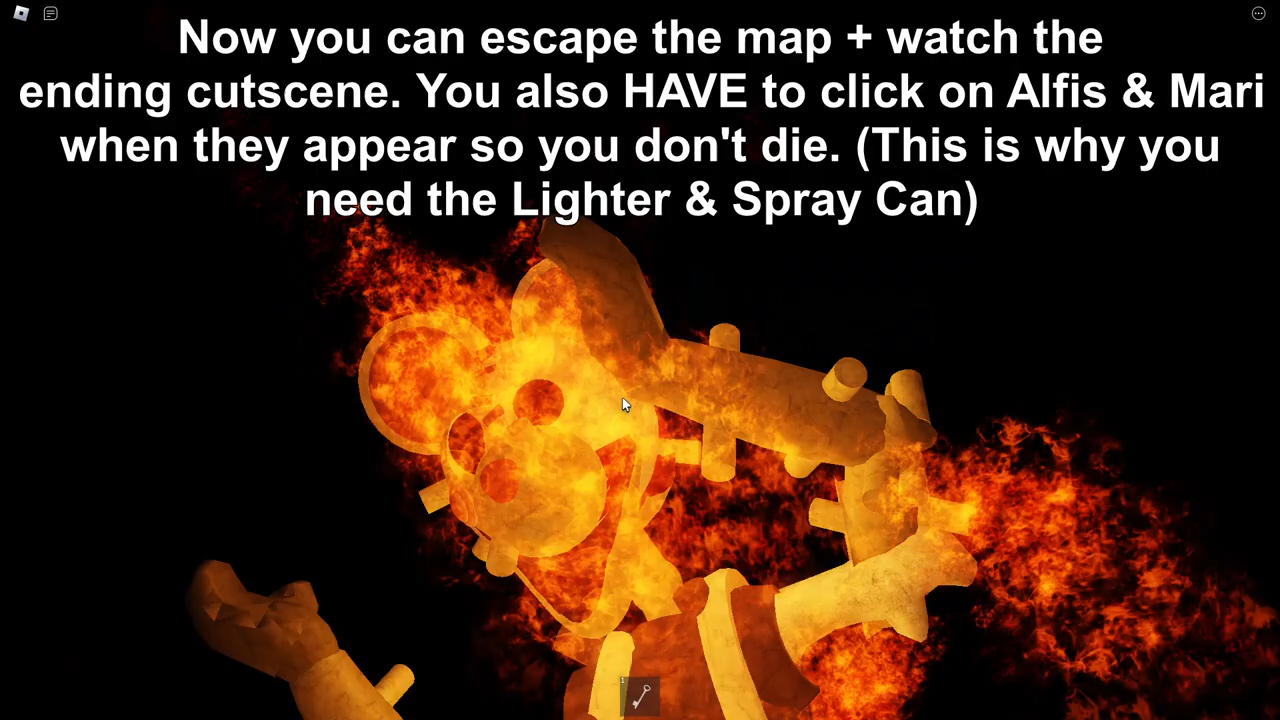 Now you can escape the map + watch the
ending cutscene. You also HAVE to click on Alfis & Mari
when they appear so you don't die. (This is why you
need the Lighter & Spray Can)
1